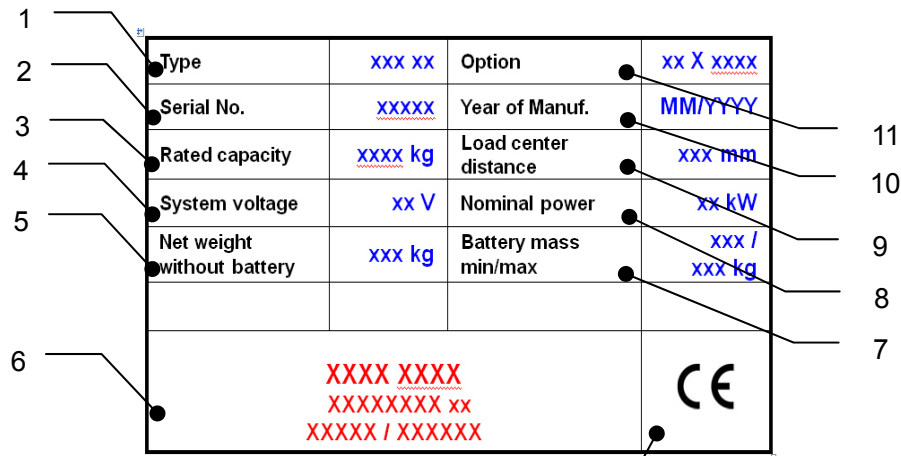 1
Type xxx xx Option xx X xxxx
2
Serial No. xxxxx Year of Manuf. MM/YYYY
3
11
Rated capacity xxxx kg Load center distance xxx mm
4
10
System voltage xx V Nominal power xx kW
5
9
Net weight without battery xxx kg Battery mass min/max xxx / xxx kg
8
7
6
XXXX XXXX
XXXXXXXX xx
XXXXX / XXXXXX
CE